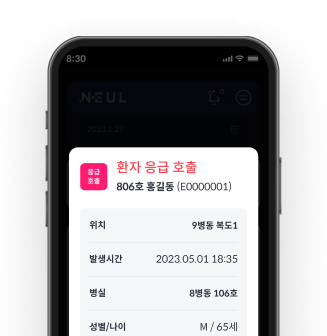 8:30
NEUL
2023.1.27
응급
호출
환자 응급 호출
806호 홍길동 (E0000001)
위치 9병동 복도1
발생시간 2023.05.01 18:35
병실 8병동 106호
성별/나이 M / 65세